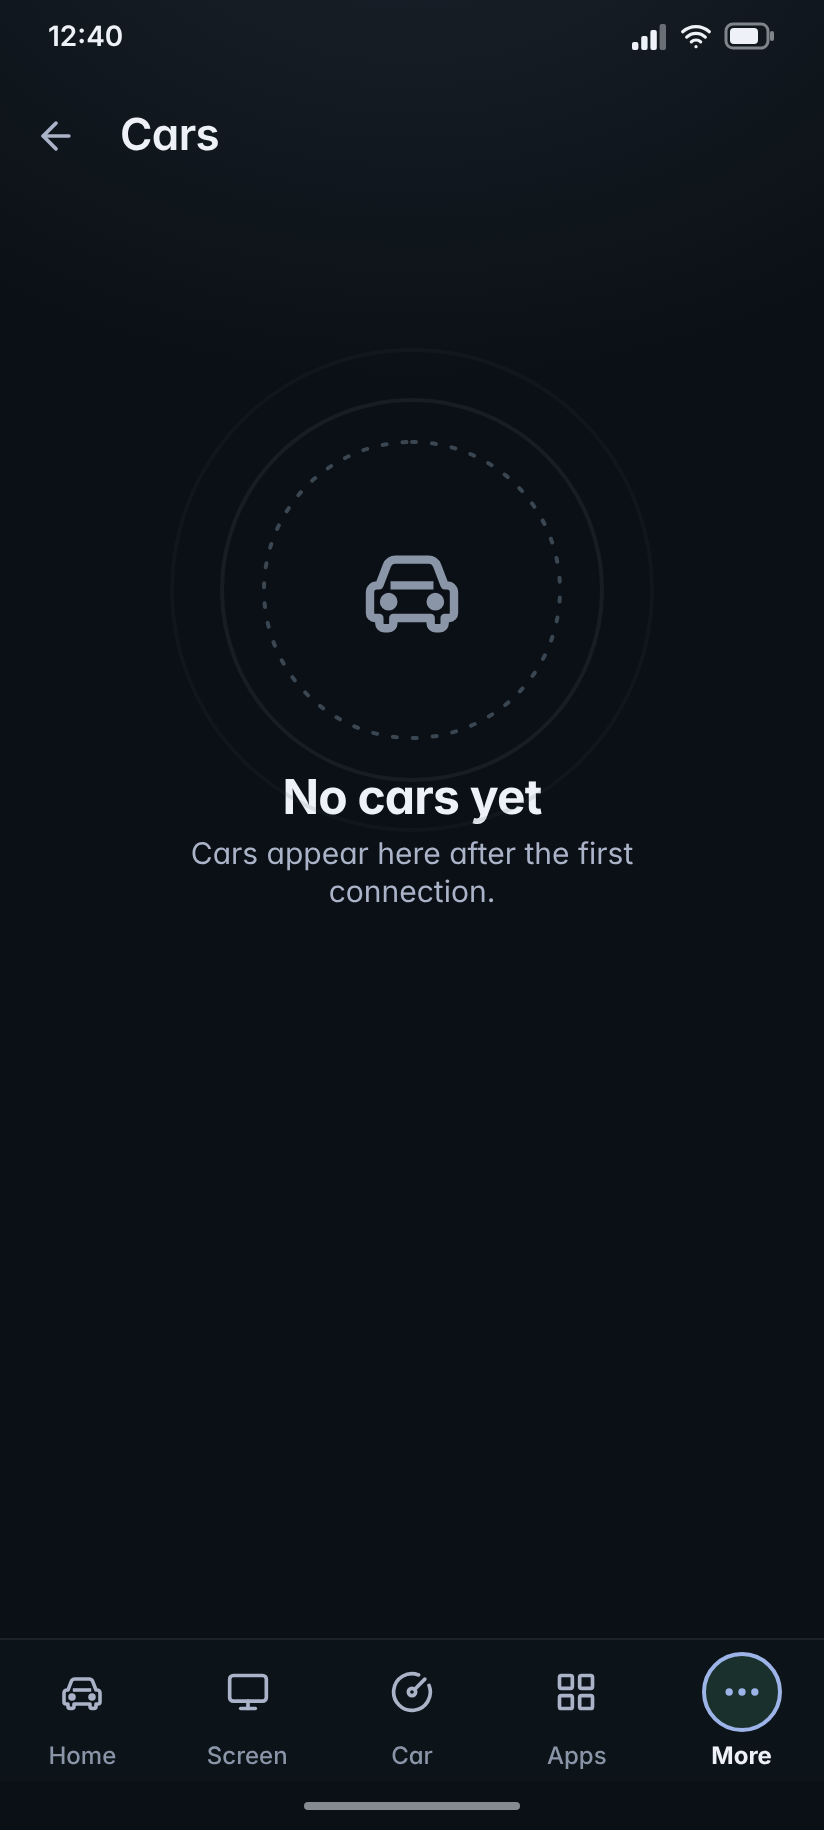 12:40
Cars
No cars yet
Cars appear here after the first
connection.
Home
Screen
Car
Apps
More